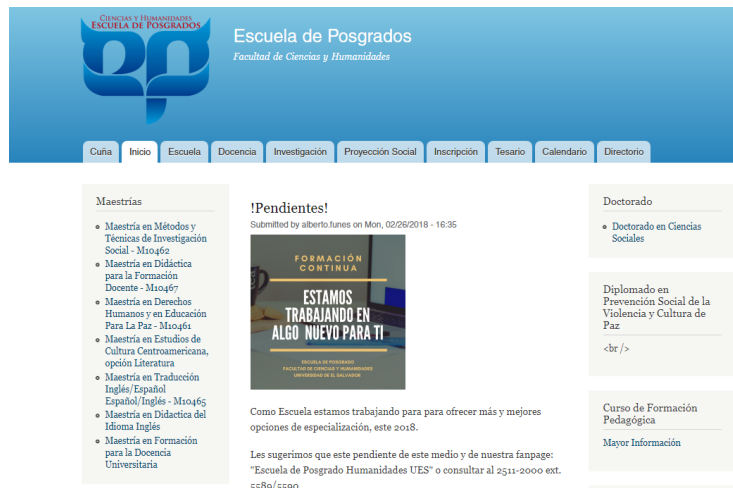 CIENCIAS Y HUMANIDADES
ESCUELA DE POSGRADOS
Escuela de Posgrados
Facultad de Ciencias y Humanidades
Cuña
Inicio
Escuela
Docencia
Investigación
Proyección Social
Inscripción
Tesario
Calendario
Directorio
Maestrías
Maestría en Métodos y
Técnicas de Investigación
Social - M10462
Maestría en Didáctica
para la Formación
Docente - M10467
Maestría en Derechos
Humanos y en Educación
Para La Paz - M10461
Maestría en Estudios de
Cultura Centroamericana,
opción Literatura
Maestría en Traducción
Inglés/Español
Español/Inglés - M10465
Maestría en Didactica del
Idioma Inglés
Maestría en Formación
para la Docencia
Universitaria
!Pendientes!
Submitted by alberto.funes on Mon, 02/26/2018 - 16:35
FORMACIÓN
CONTINUA
ESTAMOS
TRABAJANDO EN
ALGO NUEVO PARA TI
ESCUELA DE POSGRADO
FACULTAD DE CIENCIAS Y HUMANIDADES
UNIVERSIDAD DE EL SALVADOR
Como Escuela estamos trabajando para para ofrecer más y mejores
opciones de especialización, este 2018.
Les sugerimos que este pendiente de este medio y de nuestra fanpage:
"Escuela de Posgrado Humanidades UES" o consultar al 2511-2000 ext.
5589/5590
Doctorado
Doctorado en Ciencias
Sociales
Diplomado en
Prevención Social de la
Violencia y Cultura de
Paz
<br />
Curso de Formación
Pedagógica
Mayor Información